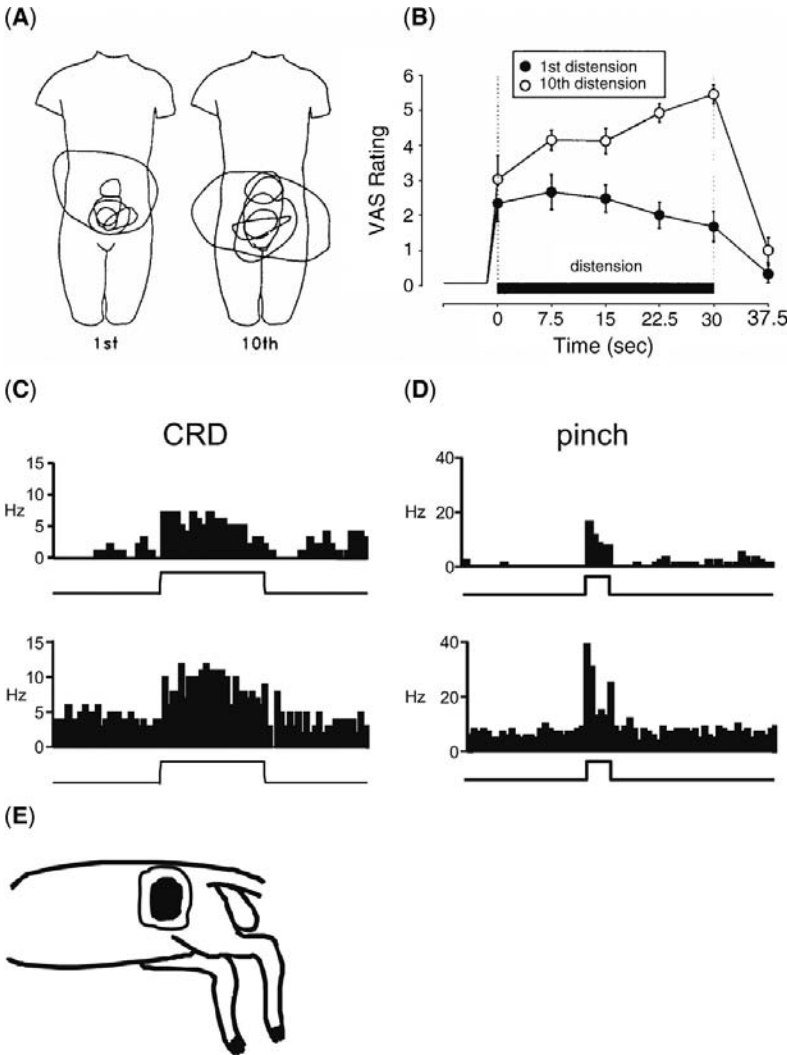 (A)
1st
10th
(B)
1st distension
10th distension
6
5
4
3
2
1
0
VAS Rating
distension
0 7.5 15 22.5 30 37.5
Time (sec)
(C)
CRD
15
10
Hz
5
0
15
10
Hz
5
0
(D)
pinch
40
Hz
20
0
40
Hz
20
0
(E)